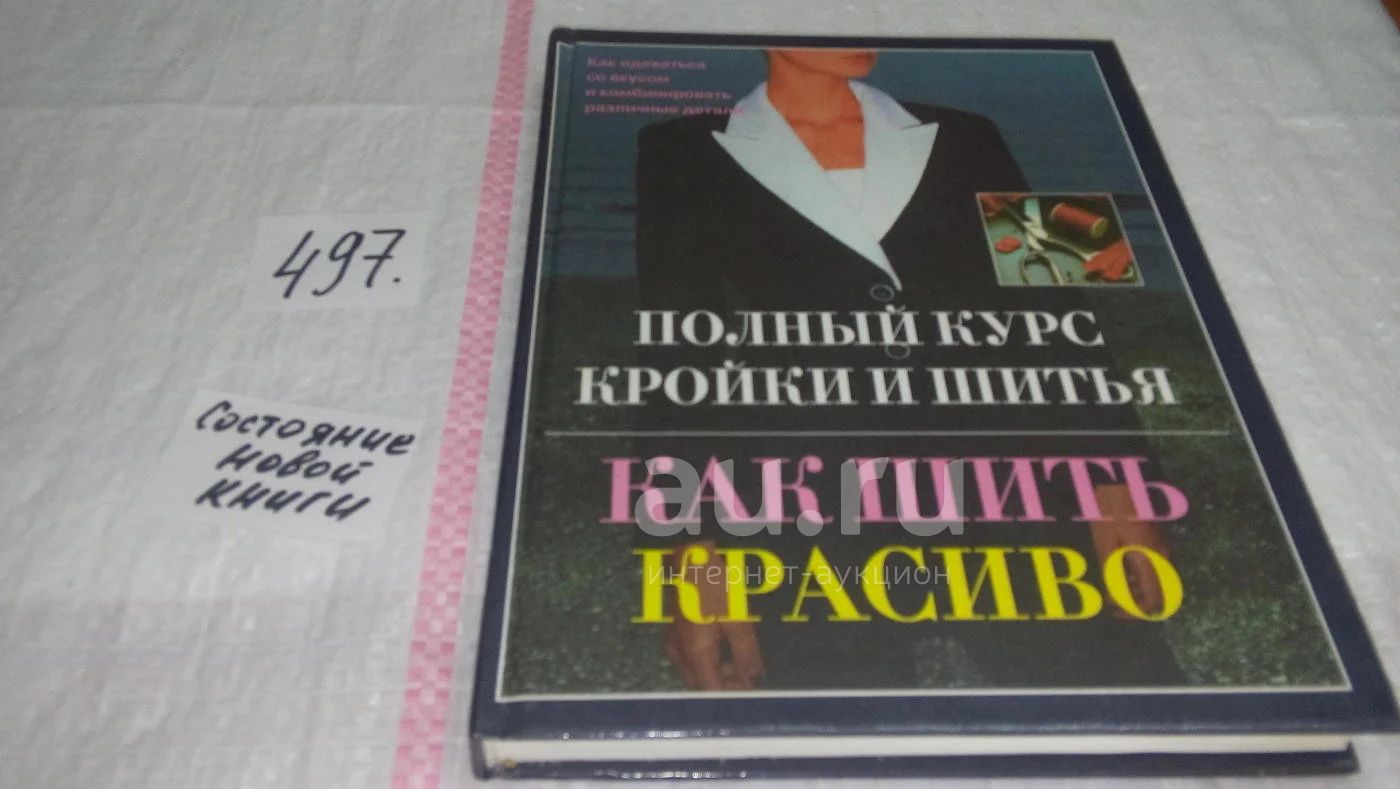 497.
Состояние
новой
книги
Как одеваться
со вкусом
и комбинировать
различные детали
ПОЛНЫЙ КУРС
КРОЙКИ И ШИТЬЯ
КАК ШИТЬ
КРАСИВО
au.ru
интернет-аукцион